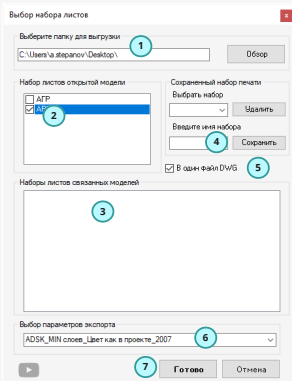 Выбор набора листов
x
Выберите папку для выгрузки
C:\Users\a.stepanov\Desktop\
1
Обзор
Набор листов открытой модели
АГР
2
Сохраненный набор печати
Выбрать набор
Удалить
Введите имя набора
4
Сохранить
В один файл DWG
5
Наборы листов связанных моделей
3
Выбор параметров экспорта
ADSK_MIN слоев_Цвет как в проекте_2007
6
7
Готово
Отмена